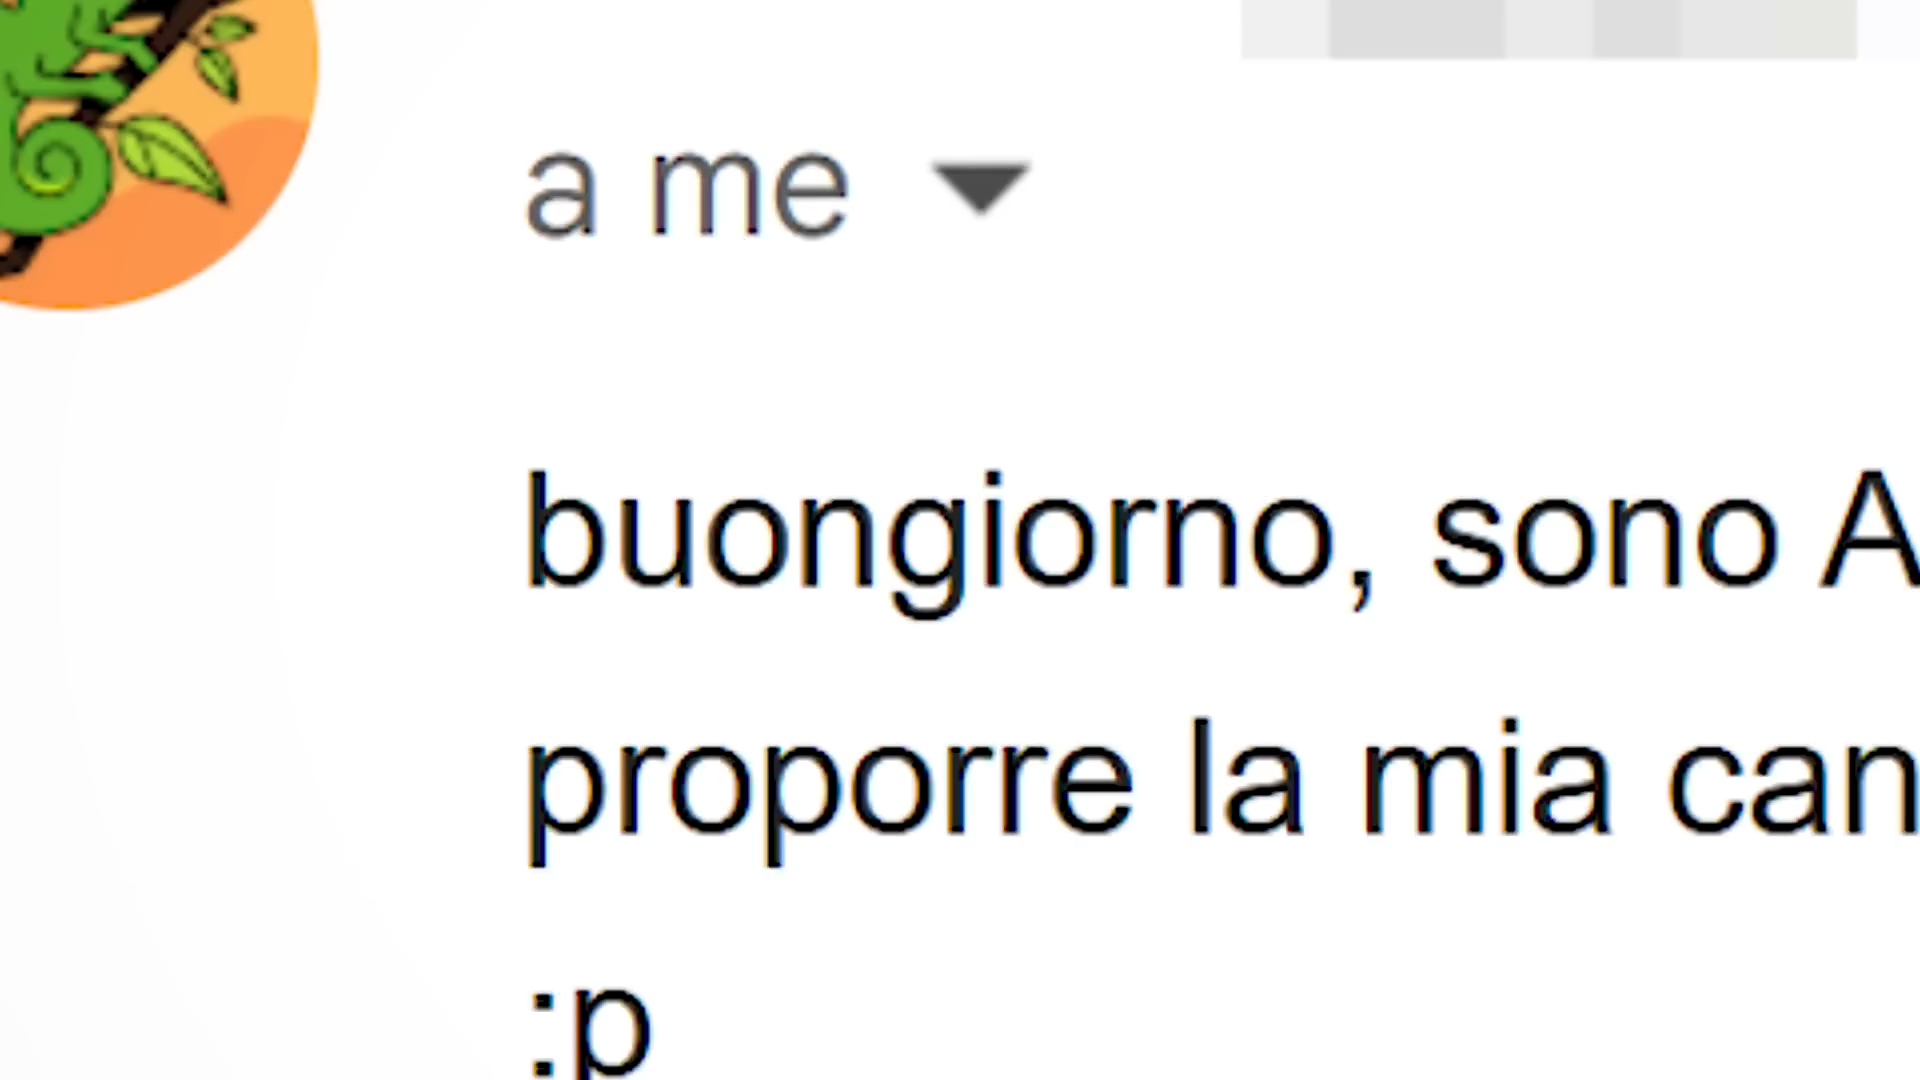 a me
buongiorno, sono A
proporre la mia can
:p